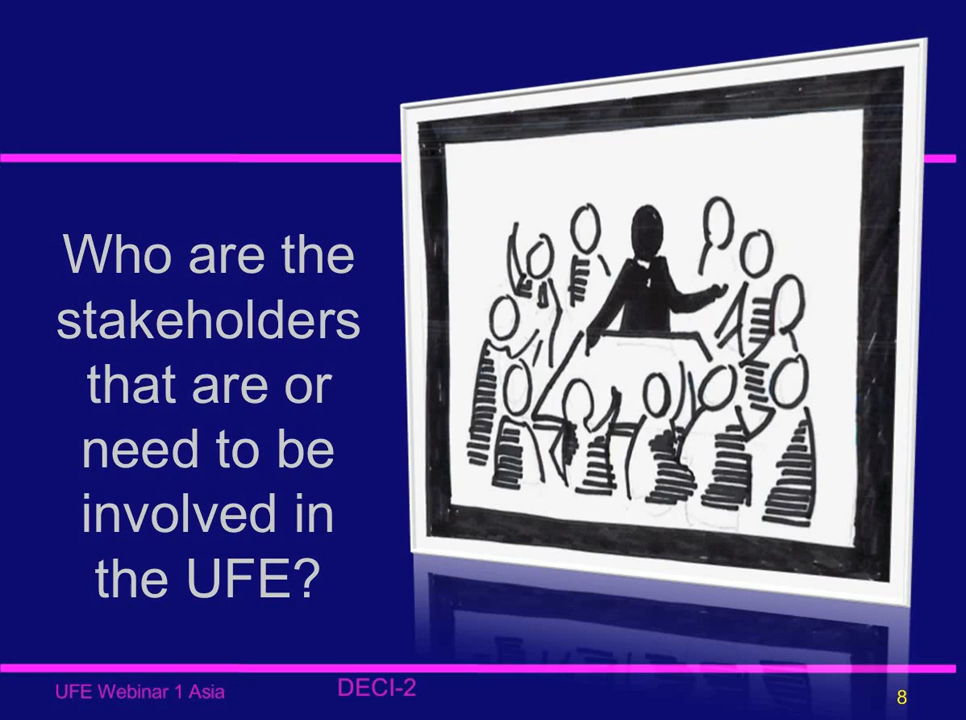 Who are the
stakeholders
that are or
need to be
involved in
the UFE?
UFE Webinar 1 Asia
DECI-2
8